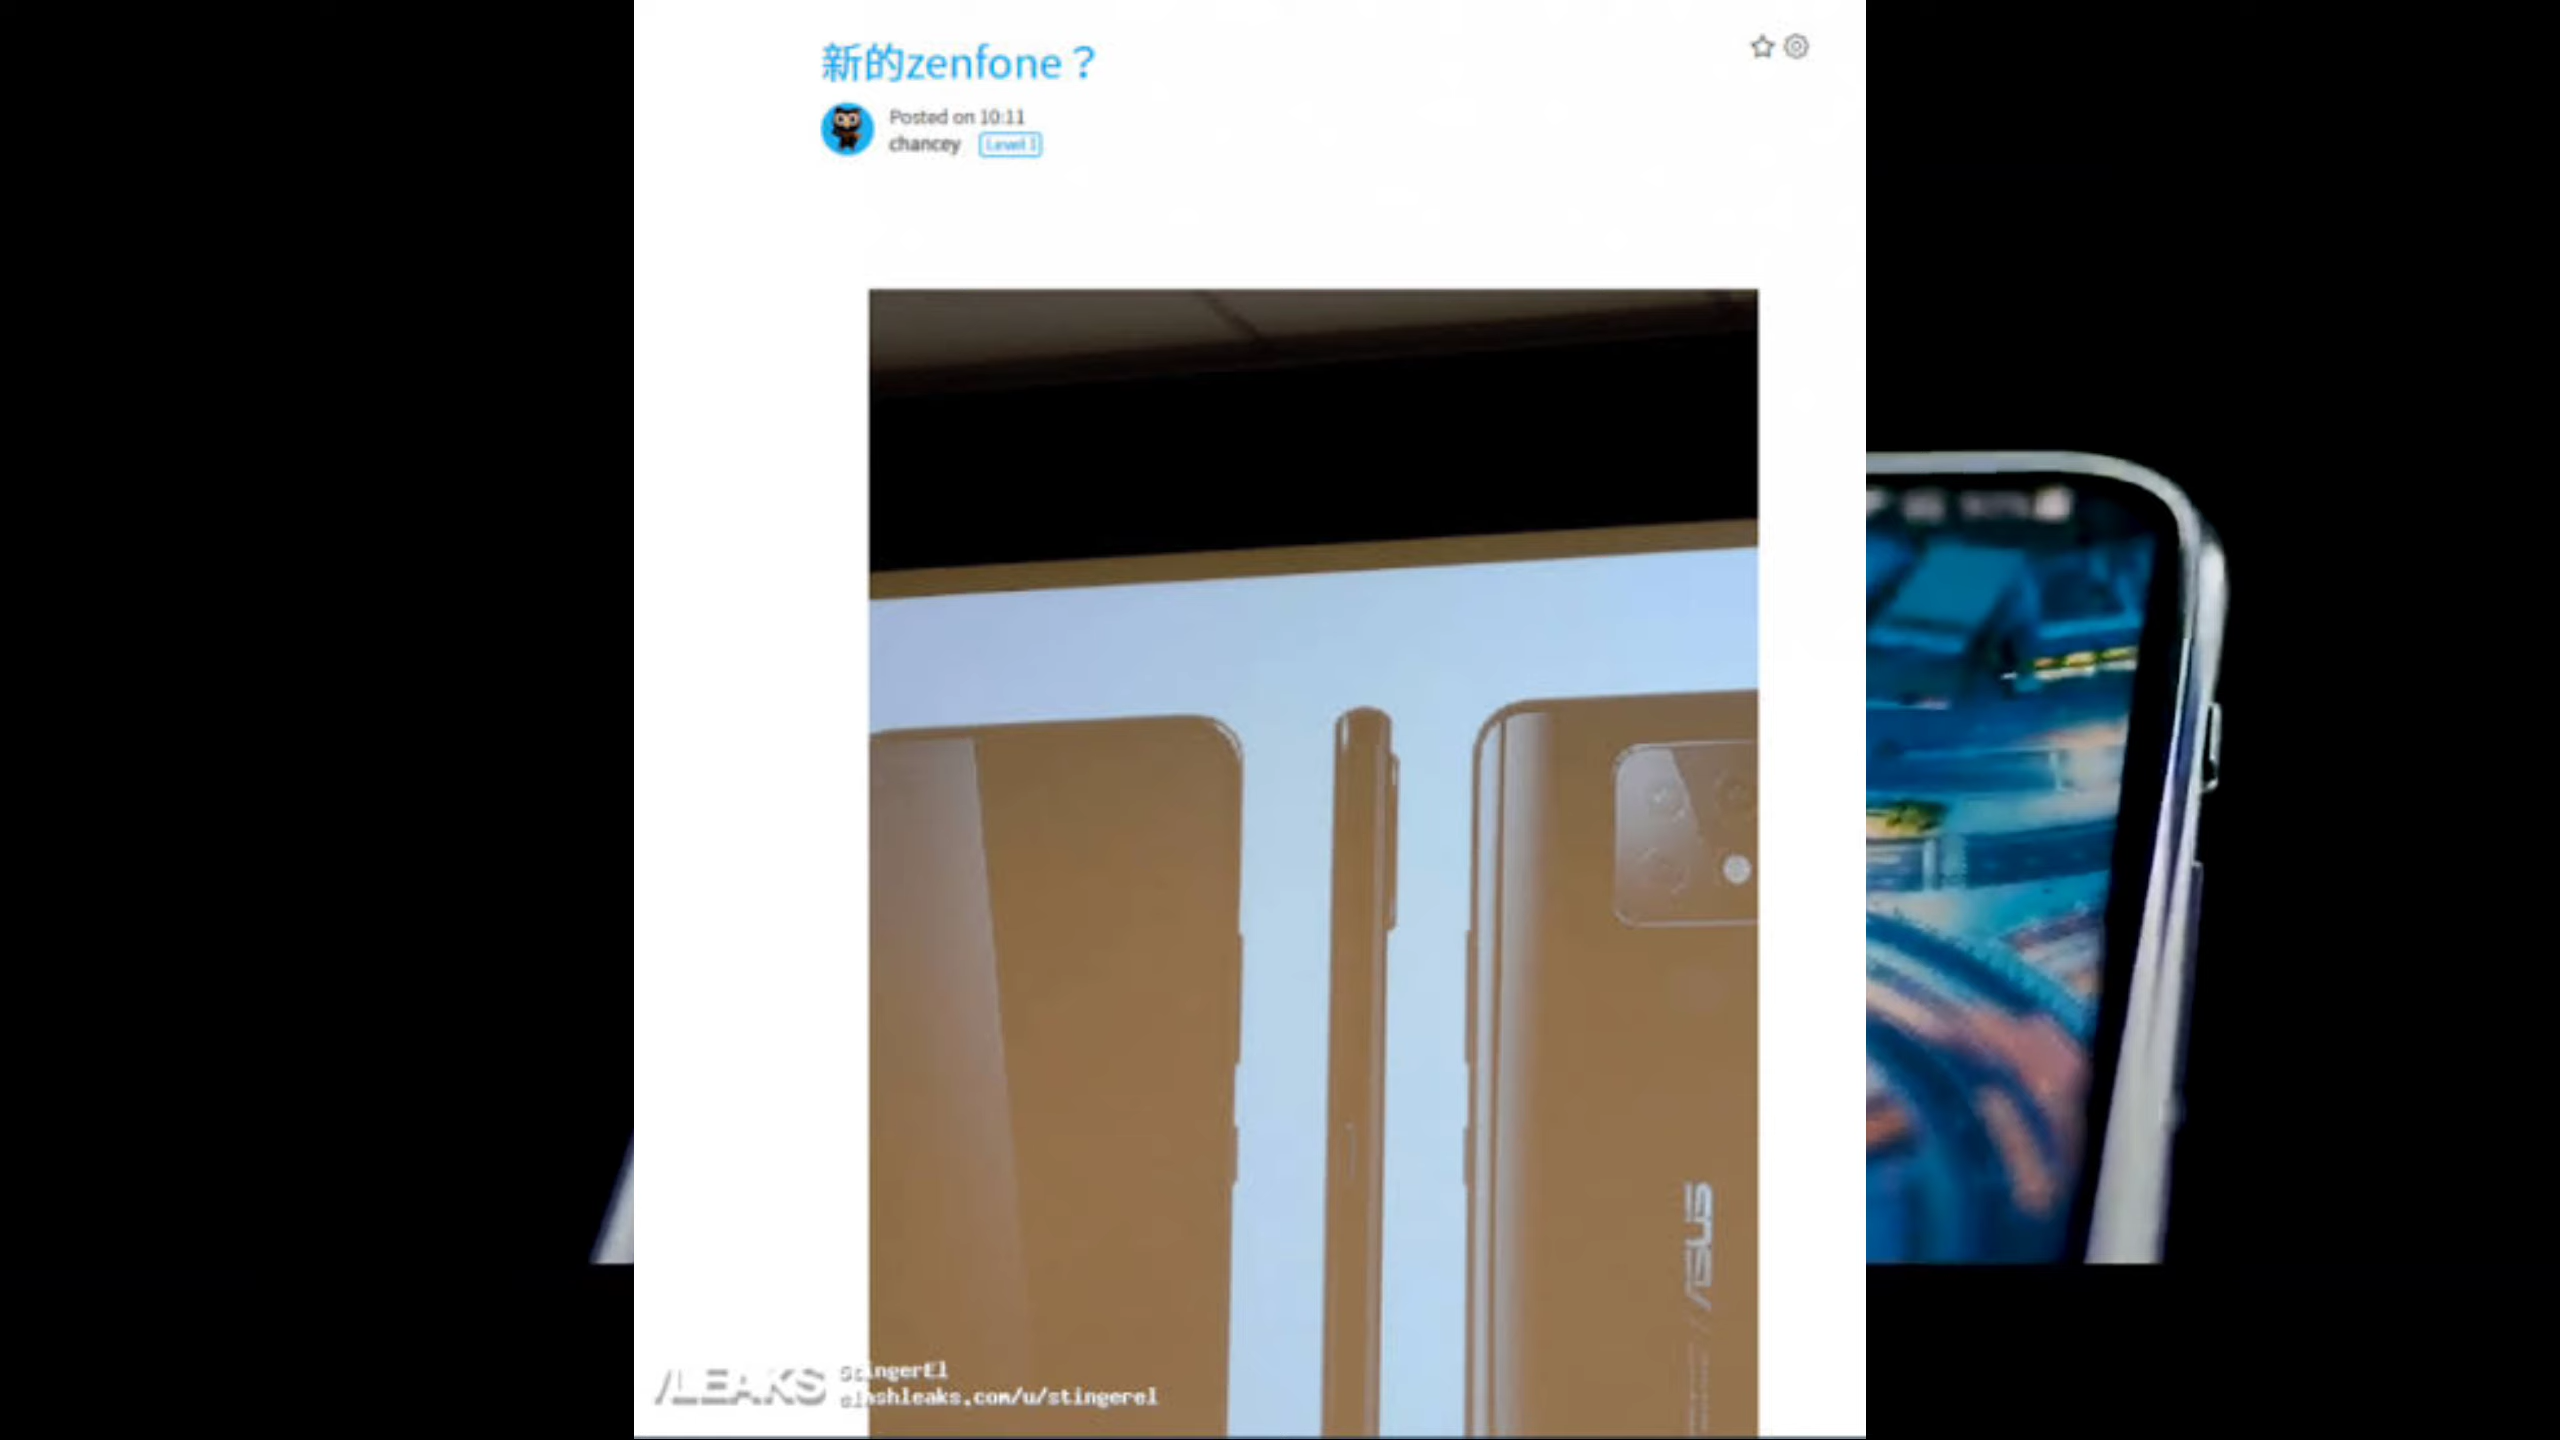 新的zenfone？
Posted on 10:11
chancey
Level 1
ASUS
/LEAKS
StingerEl
slashleaks.com/u/stingerel